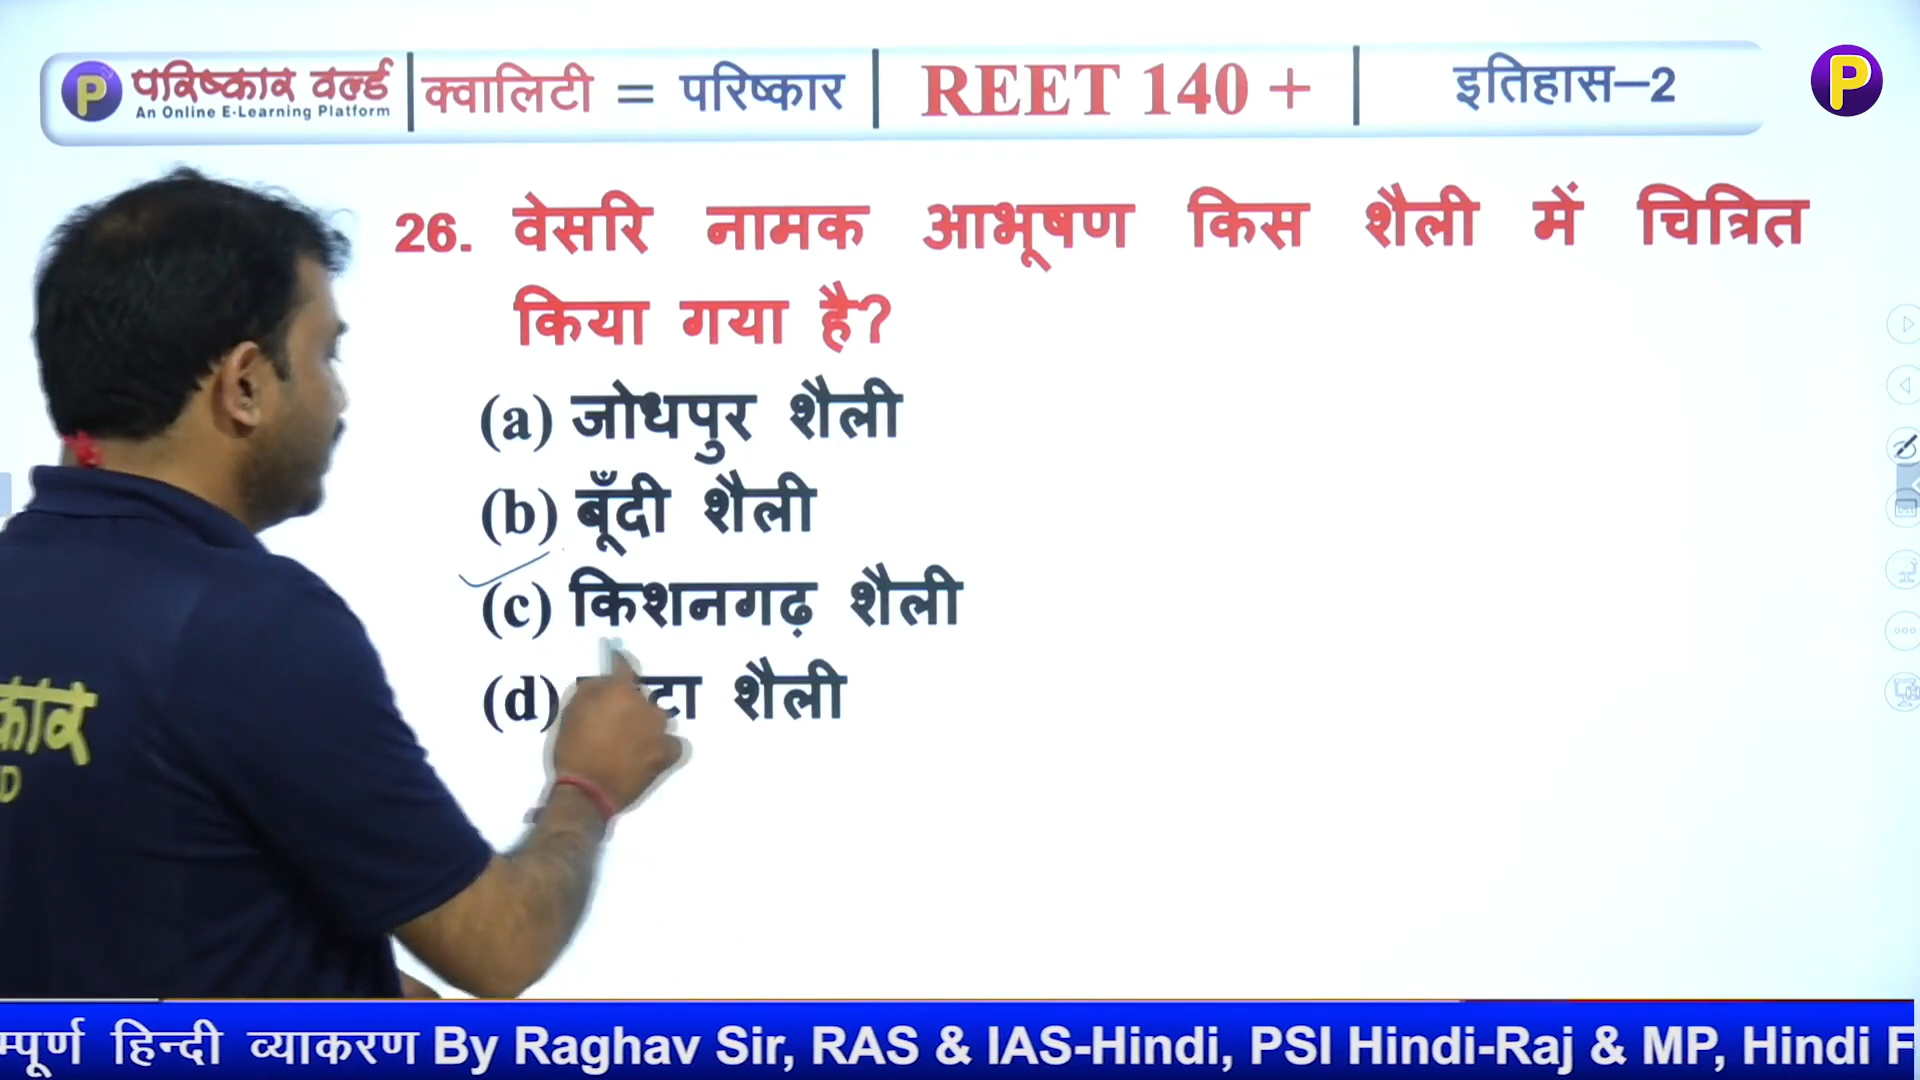 परिष्कार वर्ल्ड
An Online E-Learning Platform
क्वालिटी = परिष्कार
REET 140 +
इतिहास–2
P
26. वेसरि नामक आभूषण किस शैली में चित्रित
किया गया है?
(a) जोधपुर शैली
(b) बूँदी शैली
(c) किशनगढ़ शैली
(d) शैली
म्पूर्ण हिन्दी व्याकरण By Raghav Sir, RAS & IAS-Hindi, PSI Hindi-Raj & MP, Hindi F